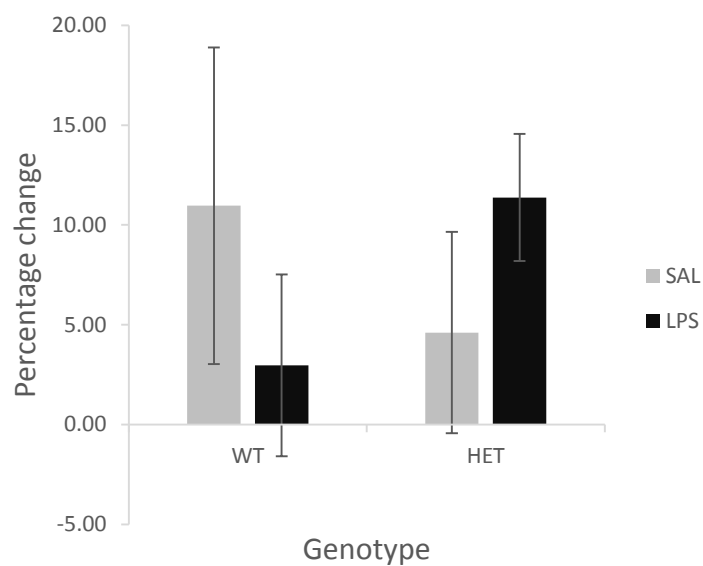 20.00
15.00
10.00
5.00
0.00
-5.00
Percentage change
WT
HET
Genotype
SAL
LPS